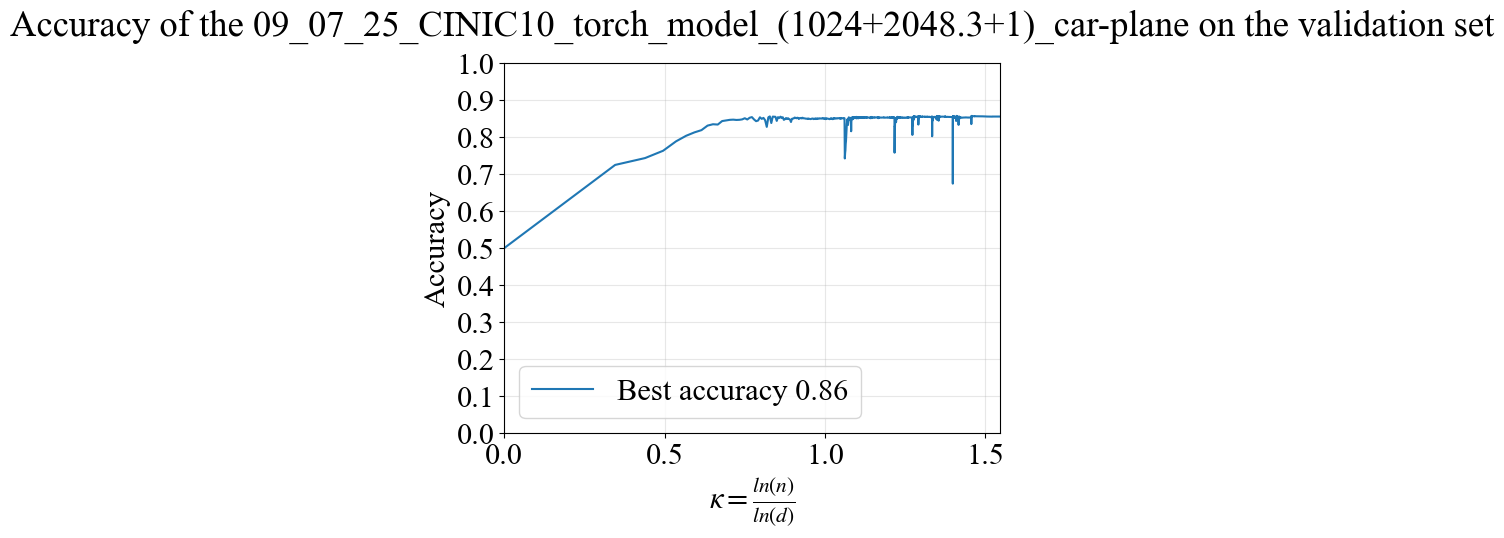 Accuracy of the 09_07_25_CINIC10_torch_model_(1024+2048.3+1)_car-plane on the validation set
1.0
0.9
0.8
0.7
0.6
0.5
0.4
0.3
0.2
0.1
0.0
Accuracy
Best accuracy 0.86
0.0 0.5 1.0 1.5
κ = ln(n) / ln(d)